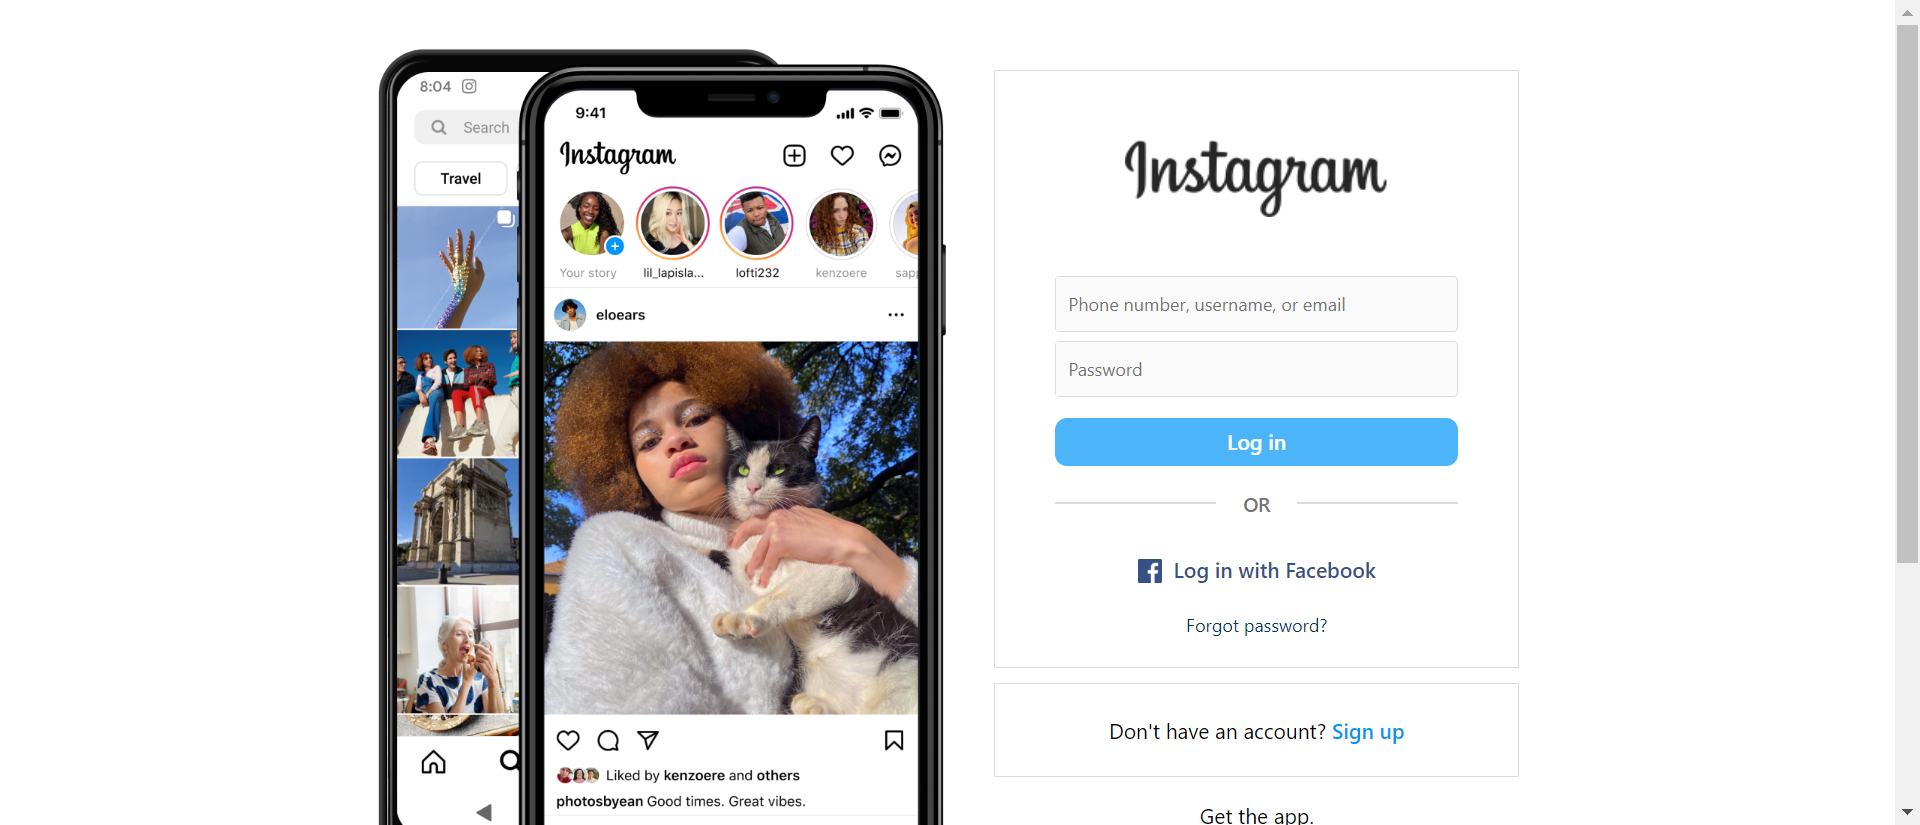 8:04
Search
Travel
9:41
Instagram
Your story
lil_lapisla...
lofti232
kenzoere
eloears
Liked by kenzoere and others
photosbyean Good times. Great vibes.
Instagram
Phone number, username, or email
Password
Log in
OR
Log in with Facebook
Forgot password?
Don't have an account? Sign up
Get the app.